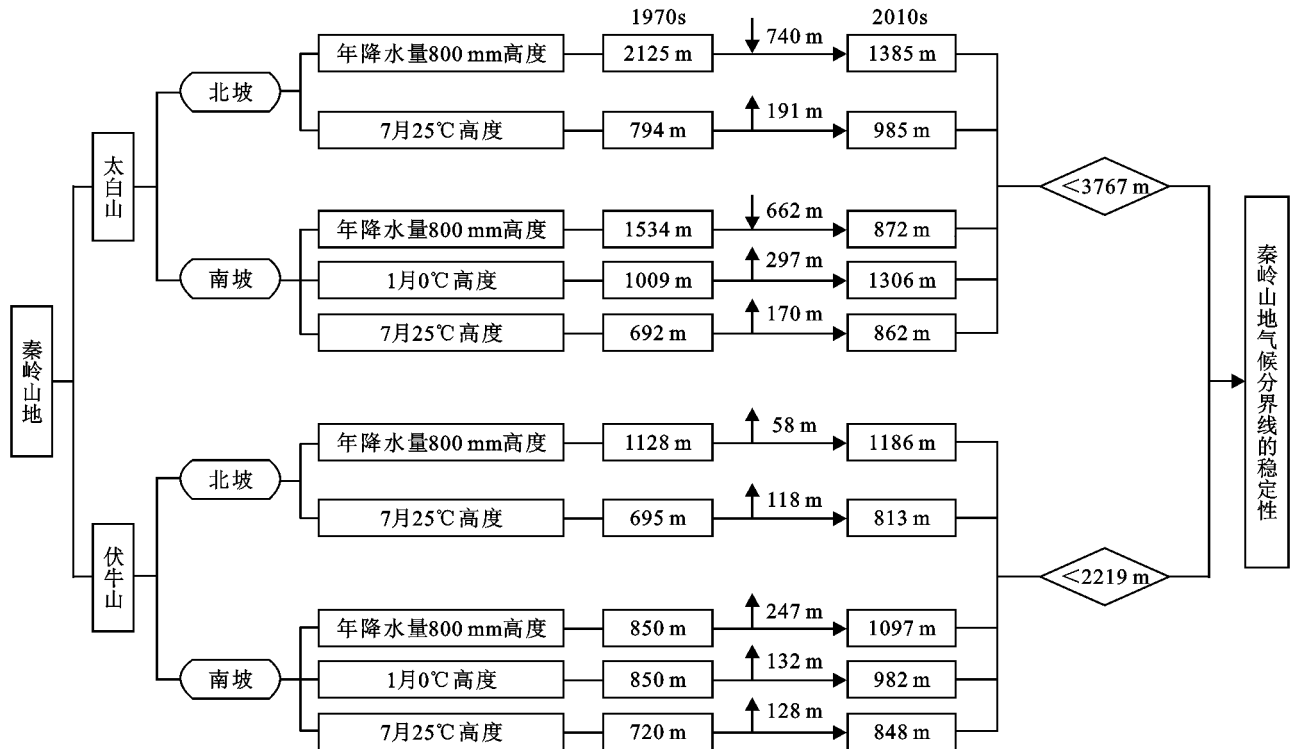 1970s
2010s
年降水量800 mm高度
2125 m
740 m
1385 m
北坡
7月25℃高度
794 m
191 m
985 m
太白山
<3767 m
年降水量800 mm高度
1534 m
662 m
872 m
南坡
1月0℃高度
1009 m
297 m
1306 m
7月25℃高度
692 m
170 m
862 m
秦岭山地
秦岭山地气候分界线的稳定性
年降水量800 mm高度
1128 m
58 m
1186 m
北坡
7月25℃高度
695 m
118 m
813 m
伏牛山
<2219 m
年降水量800 mm高度
850 m
247 m
1097 m
南坡
1月0℃高度
850 m
132 m
982 m
7月25℃高度
720 m
128 m
848 m